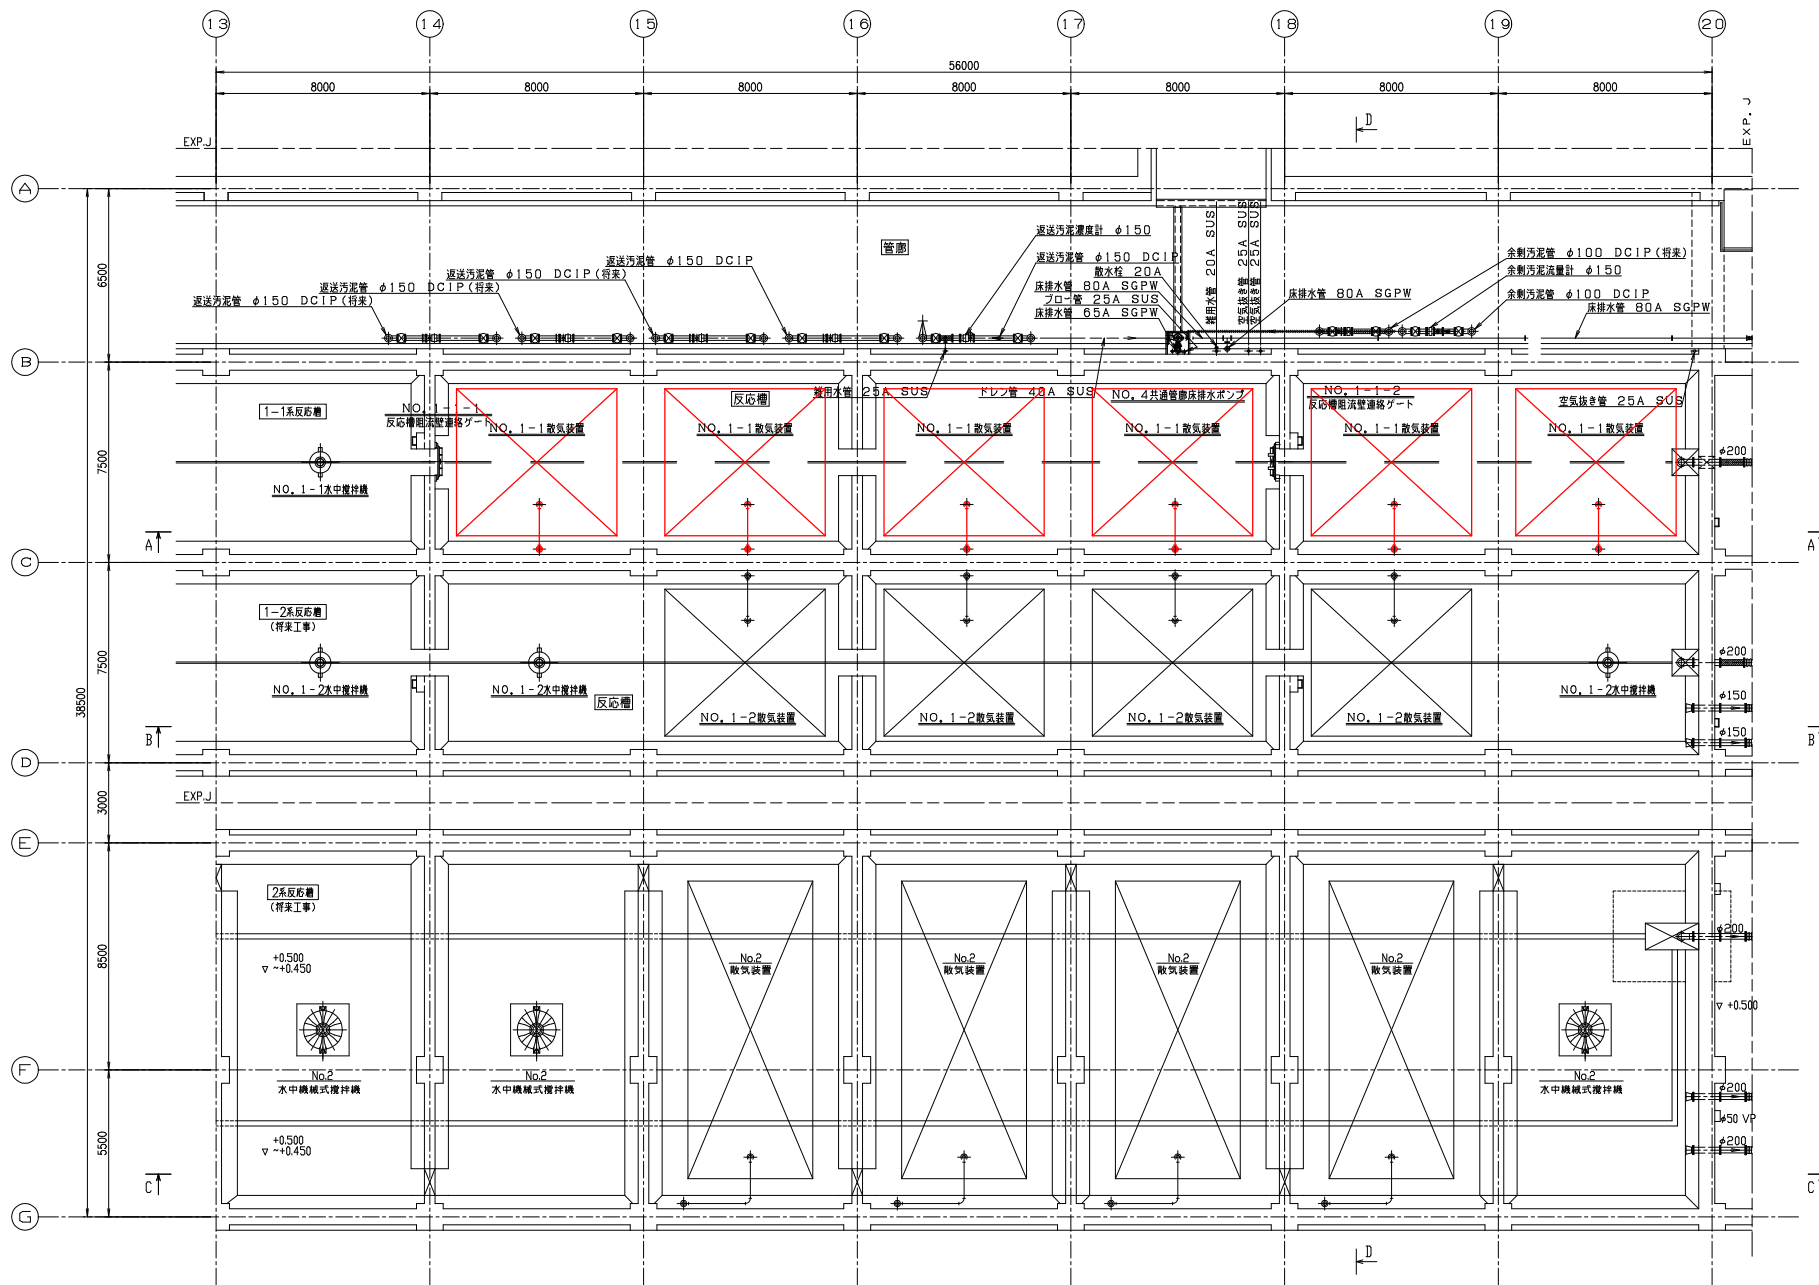 13 14 15 16 17 18 19 20
56000
8000 8000 8000 8000 8000 8000 8000
D
EXP.J
EXP. J
A
返送汚泥濃度計 φ150
管廊
雑用水管 20A SUS
空気抜き管 25A SUS
空気抜き管 25A SUS
余剰汚泥管 φ100 DCIP(将来)
返送汚泥管 φ150 DCIP
返送汚泥管 φ150 DCIP
余剰汚泥流量計 φ150
返送汚泥管 φ150 DCIP(将来)
散水栓 20A
返送汚泥管 φ150 DCIP(将来)
床排水管 80A SGPW
床排水管 80A SGPW
余剰汚泥管 φ100 DCIP
返送汚泥管 φ150 DCIP(将来)
ブロー管 25A SUS
床排水管 80A SGPW
床排水管 65A SGPW
6500
B
雑用水管 25A SUS
ドレン管 40A SUS
NO. 4共通管廊床排水ポンプ
NO. 1-1-2
反応槽阻流壁連絡ゲート
空気抜き管 25A SUS
反応槽
1-1系反応槽
NO. 1-1-1
反応槽阻流壁連絡ゲート
NO. 1-1散気装置 NO. 1-1散気装置 NO. 1-1散気装置 NO. 1-1散気装置 NO. 1-1散気装置 NO. 1-1散気装置
φ200
7500
NO. 1-1水中攪拌機
A A
C
1-2系反応槽
(将来工事)
φ200
7500
38500
NO. 1-2水中攪拌機 NO. 1-2水中攪拌機 NO. 1-2水中攪拌機
反応槽
φ150
NO. 1-2散気装置 NO. 1-2散気装置 NO. 1-2散気装置 NO. 1-2散気装置
φ150
B B
D
EXP.J
3000
E
2系反応槽
(将来工事)
φ200
8500
+0.500
▽ ~+0.450
No.2 No.2 No.2 No.2
散気装置 散気装置 散気装置 散気装置
▽ +0.500
F
No.2 No.2 No.2
水中機械式攪拌機 水中機械式攪拌機 水中機械式攪拌機
φ200
φ50 VP
5500
+0.500
▽ ~+0.450
φ200
C C
G
D